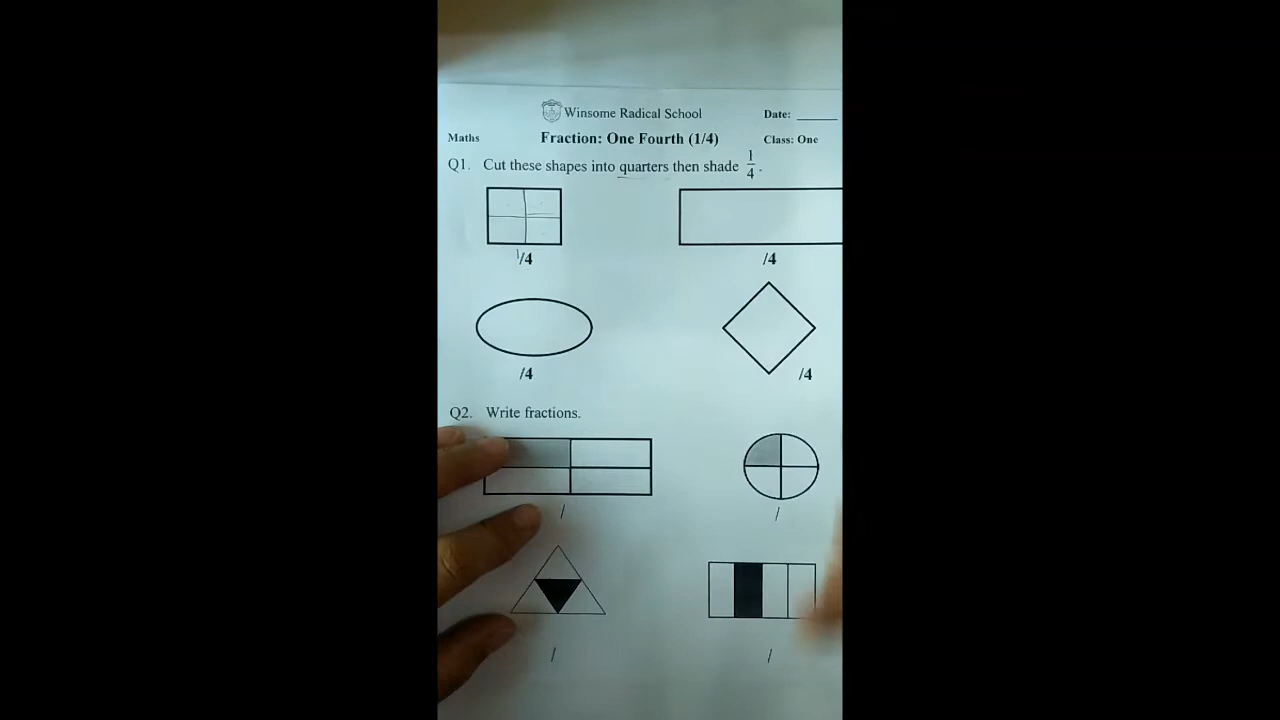 Winsome Radical School Date: ______
Maths Fraction: One Fourth (1/4) Class: One
Q1. Cut these shapes into quarters then shade 1/4.
1/4 /4
/4 /4
Q2. Write fractions.
/ /
/ /